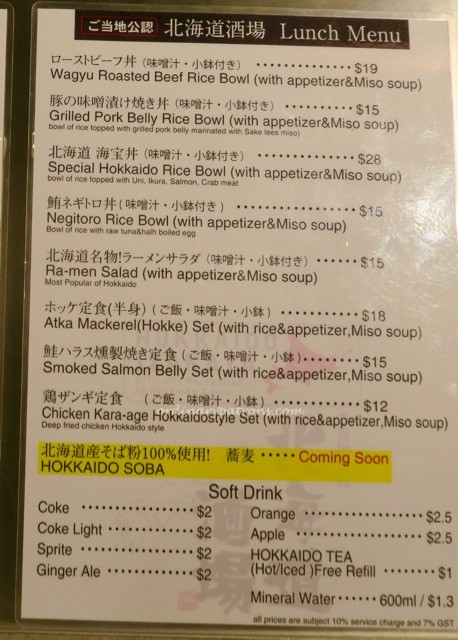 ご当地公認 北海道酒場 Lunch Menu
ローストビーフ丼（味噌汁・小鉢付き）・・・・・・・・・・・・・$19
Wagyu Roasted Beef Rice Bowl (with appetizer&Miso soup)
豚の味噌漬け焼き丼（味噌汁・小鉢付き）・・・・・・・・$15
Grilled Pork Belly Rice Bowl (with appetizer&Miso soup)
bowl of rice topped with grilled pork belly marinated with Sake lees miso)
北海道 海宝丼（味噌汁・小鉢付き）・・・・・・・・・・・・・$28
Special Hokkaido Rice Bowl (with appetizer&Miso soup)
bowl of rice topped with Uni, Ikura, Salmon, Crab meat
鮪ネギトロ丼（味噌汁・小鉢付き）・・・・・・・・・・・・・$15
Negitoro Rice Bowl (with appetizer&Miso soup)
Bowl of rice with raw tuna&halh boiled egg
北海道名物!ラーメンサラダ（味噌汁・小鉢付き）・・・・・$15
Ra-men Salad (with appetizer&Miso soup)
Most Popular of Hokkaido
ホッケ定食(半身)（ご飯・味噌汁・小鉢）・・・・・・・・・・$18
Atka Mackerel(Hokke) Set (with rice&appetizer,Miso soup)
鮭ハラス燻製焼き定食（ご飯・味噌汁・小鉢）・・・・・・・・$15
Smoked Salmon Belly Set (with rice&appetizer,Miso soup)
鶏ザンギ定食 （ご飯・味噌汁・小鉢）・・・・・・・・・・・・$12
Chicken Kara-age Hokkaidostyle Set (with rice&appetizer,Miso soup)
Deep fried chicken Hokkaido style
北海道産そば粉100%使用! 蕎麦・・・・・Coming Soon
HOKKAIDO SOBA
Soft Drink
Coke ・・・・・・・・・・・・・・・$2
Coke Light・・・・・・・・・・・$2
Sprite ・・・・・・・・・・・・・・$2
Ginger Ale・・・・・・・・・・・$2
Orange ・・・・・・・・・・・・・・・$2.5
Apple ・・・・・・・・・・・・・・・・$2.5
HOKKAIDO TEA
(Hot/Iced )Free Refill ・・・・・・・$1
Mineral Water・・・・・600ml / $1.3
all prices are subject 10% service charge and 7% GST